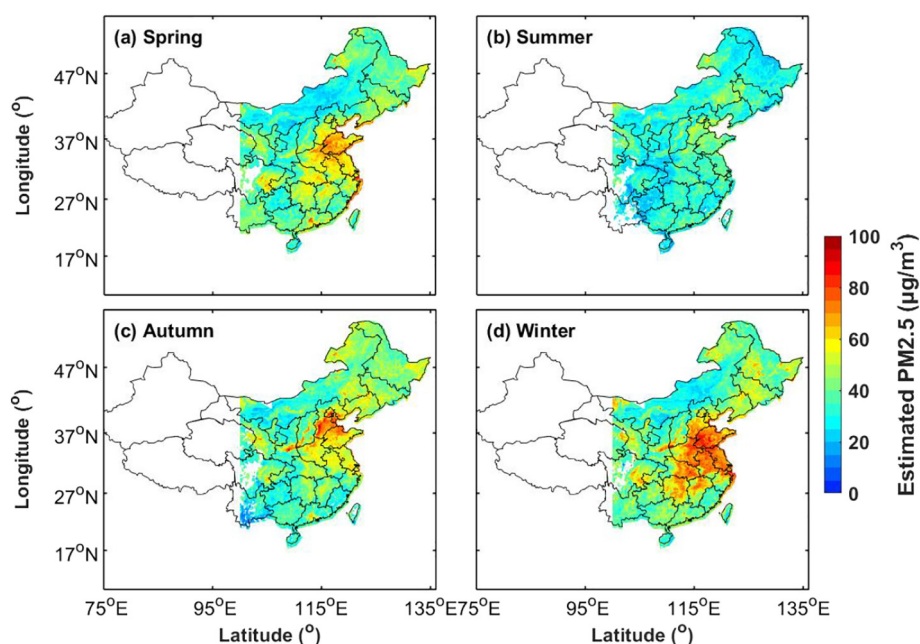 (a) Spring
(b) Summer
47°N
37°N
27°N
17°N
Longitude (°)
(c) Autumn
(d) Winter
47°N
37°N
27°N
17°N
Longitude (°)
75°E
95°E
115°E
135°E
75°E
95°E
115°E
135°E
Latitude (°)
Latitude (°)
100
80
60
40
20
0
Estimated PM2.5 (µg/m³)